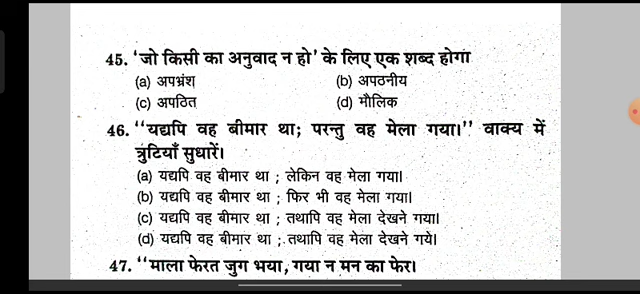 45. ‘जो किसी का अनुवाद न हो’ के लिए एक शब्द होगा
(a) अपभ्रंश (b) अपठनीय
(c) अपठित (d) मौलिक
46. ‘‘यद्यपि वह बीमार था; परन्तु वह मेला गया।’’ वाक्य में
त्रुंटियाँ सुधारें।
(a) यद्यपि वह बीमार था ; लेकिन वह मेला गया।
(b) यद्यपि वह बीमार था ; फिर भी वह मेला गया।
(c) यद्यपि वह बीमार था ; तथापि वह मेला देखने गया।
(d) यद्यपि वह बीमार था ; तथापि वह मेला देखने गये।
47. ‘‘माला फेरत जुग भया, गया न मन का फेर।